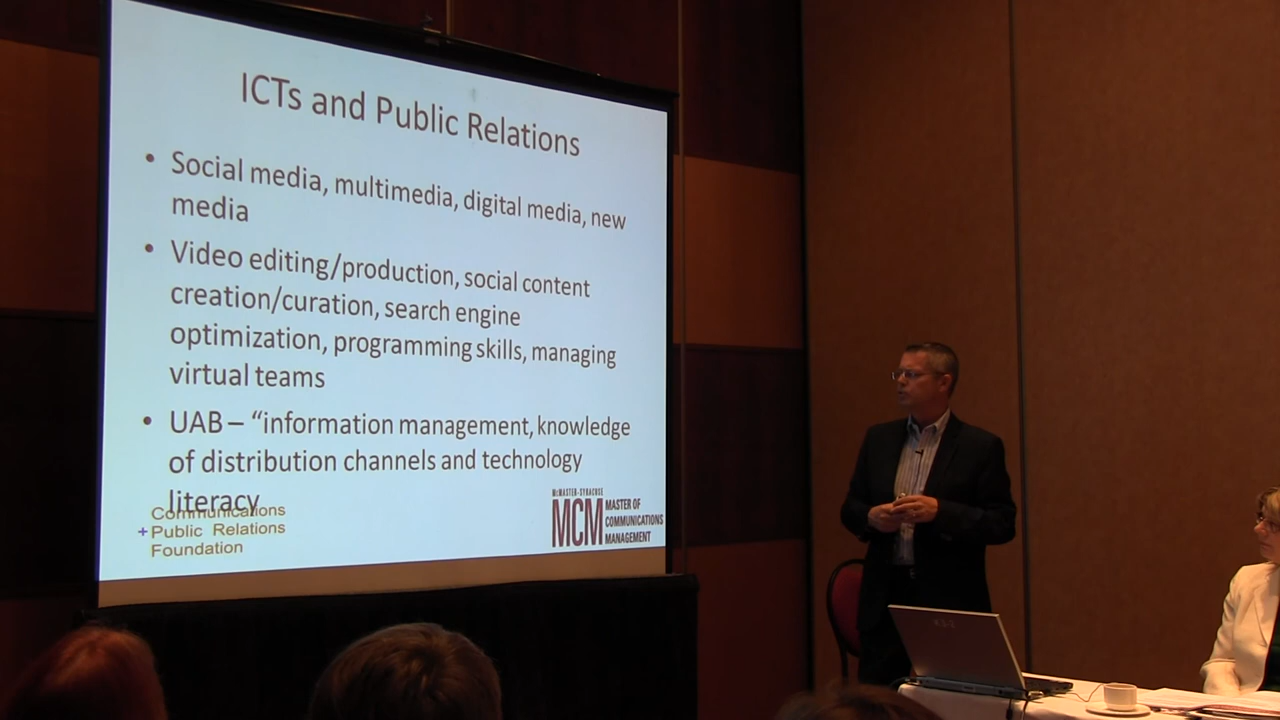 ICTs and Public Relations
• Social media, multimedia, digital media, new
media
• Video editing/production, social content
creation/curation, search engine
optimization, programming skills, managing
virtual teams
• UAB – “information management, knowledge
of distribution channels and technology
literacy
Communications
+Public Relations
Foundation
McMASTER-SYRACUSE
MCM
MASTER OF
COMMUNICATIONS
MANAGEMENT